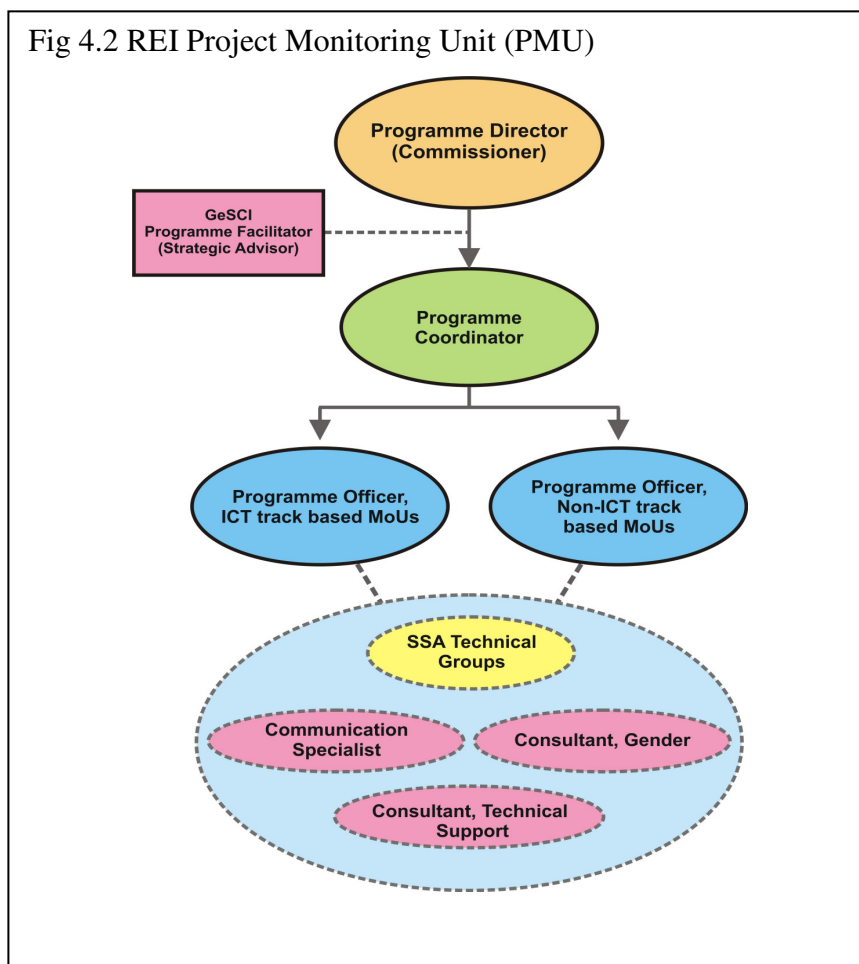 Fig 4.2 REI Project Monitoring Unit (PMU)
Programme Director
(Commissioner)
GeSCI
Programme Facilitator
(Strategic Advisor)
Programme
Coordinator
Programme Officer,
ICT track based MoUs
Programme Officer,
Non-ICT track
based MoUs
SSA Technical
Groups
Communication
Specialist
Consultant, Gender
Consultant, Technical
Support